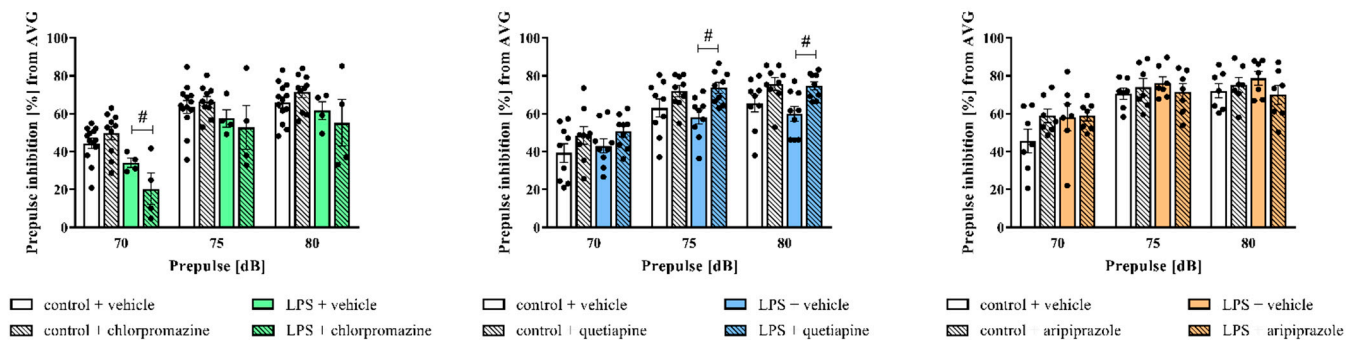 Prepulse inhibition [%] from AVG
100
80
60
40
20
0
#
70
75
80
Prepulse [dB]
control + vehicle
LPS + vehicle
control + chlorpromazine
LPS + chlorpromazine
Prepulse inhibition [%] from AVG
100
80
60
40
20
0
#
#
70
75
80
Prepulse [dB]
control + vehicle
LPS − vehicle
control + quetiapine
LPS + quetiapine
Prepulse inhibition [%] from AVG
100
80
60
40
20
0
70
75
80
Prepulse [dB]
control + vehicle
LPS − vehicle
control − aripiprazole
LPS − aripiprazole